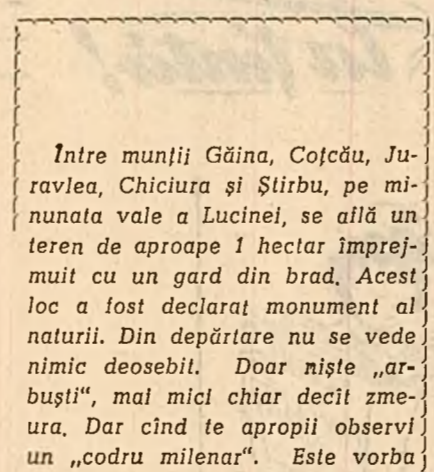 Între munții Găina, Coțcău, Ju-
ravlea, Chiciura și Știrbu, pe mi-
nunata vale a Lucinei, se află un
teren de aproape 1 hectar împrej-
muit cu un gard din brad. Acest
loc a fost declarat monument al
naturii. Din depărtare nu se vede
nimic deosebit. Doar niște „ar-
buști“, mai mici chiar decît zme-
ura. Dar cînd te apropii observi
un „codru milenar“. Este vorba